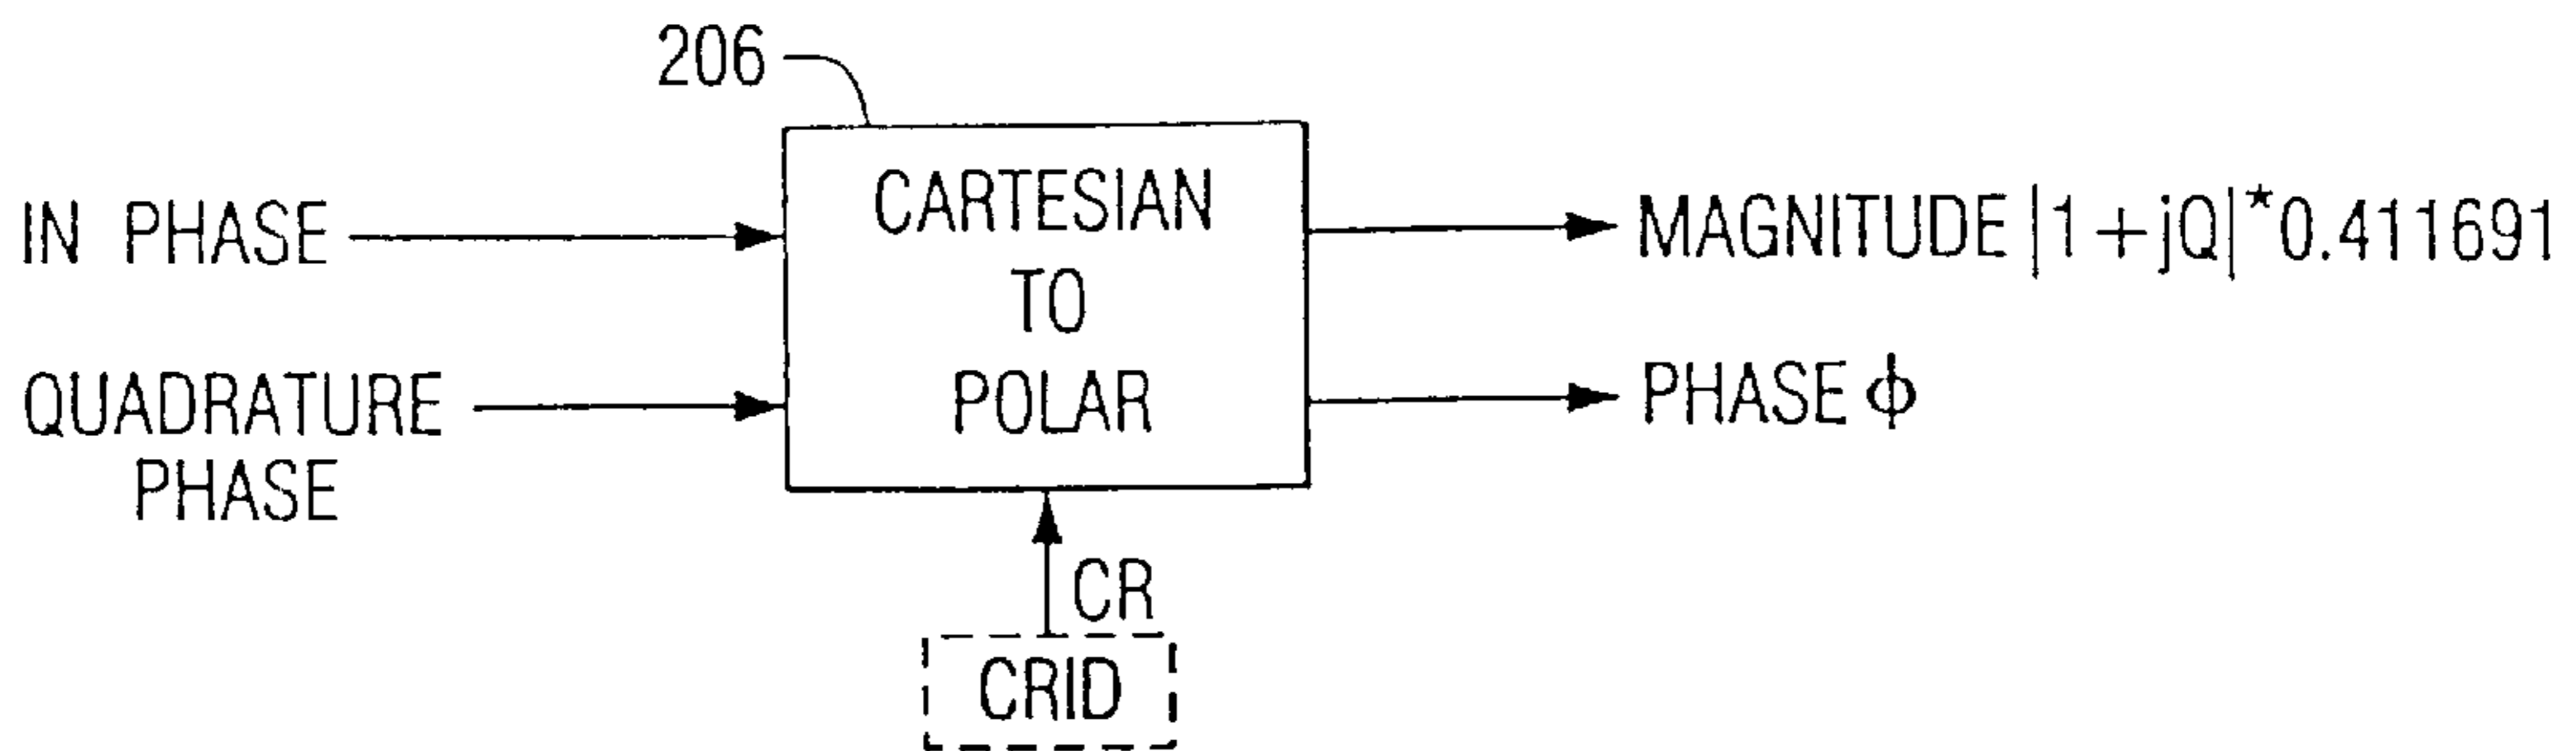 206
IN PHASE
QUADRATURE
PHASE
CARTESIAN
TO
POLAR
MAGNITUDE |1+jQ|*0.411691
PHASE ϕ
CR
CRID